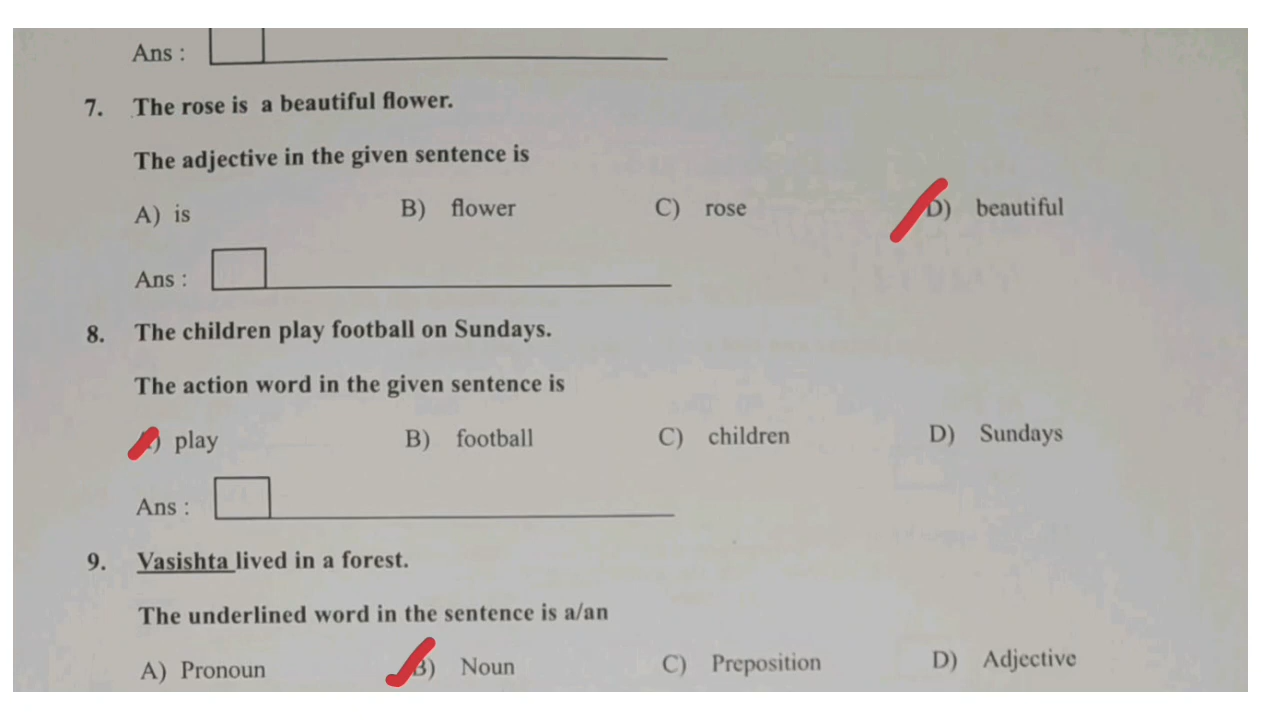 Ans :
7. The rose is a beautiful flower.
The adjective in the given sentence is
A) is B) flower C) rose D) beautiful
Ans :
8. The children play football on Sundays.
The action word in the given sentence is
) play B) football C) children D) Sundays
Ans :
9. Vasishta lived in a forest.
The underlined word in the sentence is a/an
A) Pronoun B) Noun C) Preposition D) Adjective